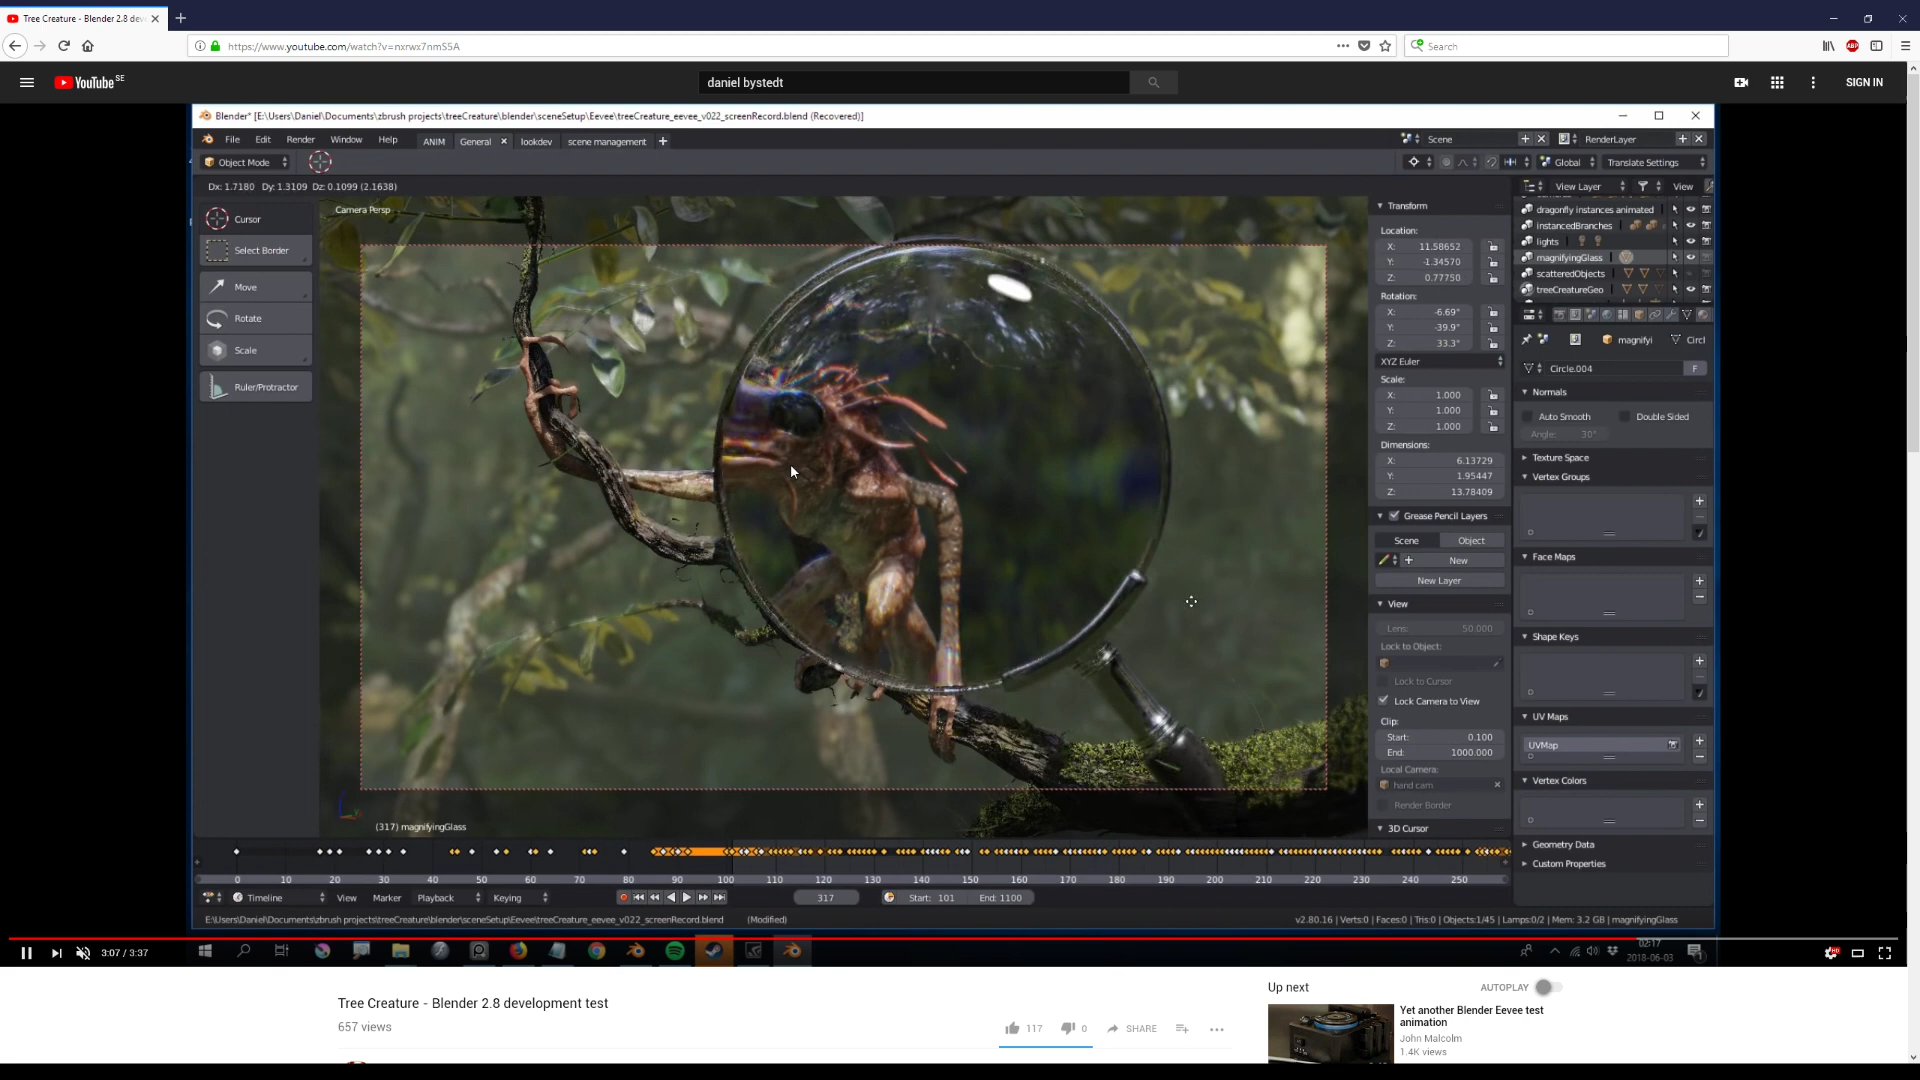 Tree Creature - Blender 2.8 dev
https://www.youtube.com/watch?v=nxrwx7nmSSA
Search
ABP
YouTube SE
daniel bystedt
SIGN IN
Blender* [E:\Users\Daniel\Documents\zbrush projects\treeCreature\blender\sceneSetup\Eevee\treeCreature_eevee_v022_screenRecord.blend (Recovered)]
File Edit Render Window Help ANIM General lookdev scene management Scene RenderLayer
Object Mode Global Translate Settings
Dx: 1.7180 Dy: 1.3109 Dz: 0.1099 (2.1638)
View Layer View
Cursor
Select Border
Move
Rotate
Scale
Ruler/Protractor
Camera Persp
(317) magnifyingGlass
Transform
Location:
X: 11.58652
Y: -1.34570
Z: 0.77750
Rotation:
X: -6.69°
Y: -39.9°
Z: 33.3°
XYZ Euler
Scale:
X: 1.000
Y: 1.000
Z: 1.000
Dimensions:
X: 6.13729
Y: 1.95447
Z: 13.78409
Grease Pencil Layers
Scene Object
New
New Layer
View
Lens: 50.000
Lock to Object:
Lock to Cursor
Lock Camera to View
Clip:
Start: 0.100
End: 1000.000
Local Camera:
hand cam
Render Border
3D Cursor
dragonfly instances animated
instancedBranches
lights
magnifyingGlass
scatteredObjects
treeCreatureGeo
magnifyi Circl
Circle.004 F
Normals
Auto Smooth Double Sided
Angle: 30°
Texture Space
Vertex Groups
Face Maps
Shape Keys
UV Maps
UVMap
Vertex Colors
Geometry Data
Custom Properties
0 10 20 30 40 50 60 70 80 90 100 110 120 130 140 150 160 170 180 190 200 210 220 230 240 250
Timeline View Marker Playback Keying 317 Start: 101 End: 1100
E:\Users\Daniel\Documents\zbrush projects\treeCreature\blender\sceneSetup\Eevee\treeCreature_eevee_v022_screenRecord.blend (Modified)
v2.80.16 | Verts:0 | Faces:0 | Tris:0 | Objects:1/45 | Lamps:0/2 | Mem: 3.2 GB | magnifyingGlass
3:07 / 3:37
02:17
2018-06-03
HD
Tree Creature - Blender 2.8 development test
657 views
117 0 SHARE
Up next
AUTOPLAY
Yet another Blender Eevee test
animation
John Malcolm
1.4K views